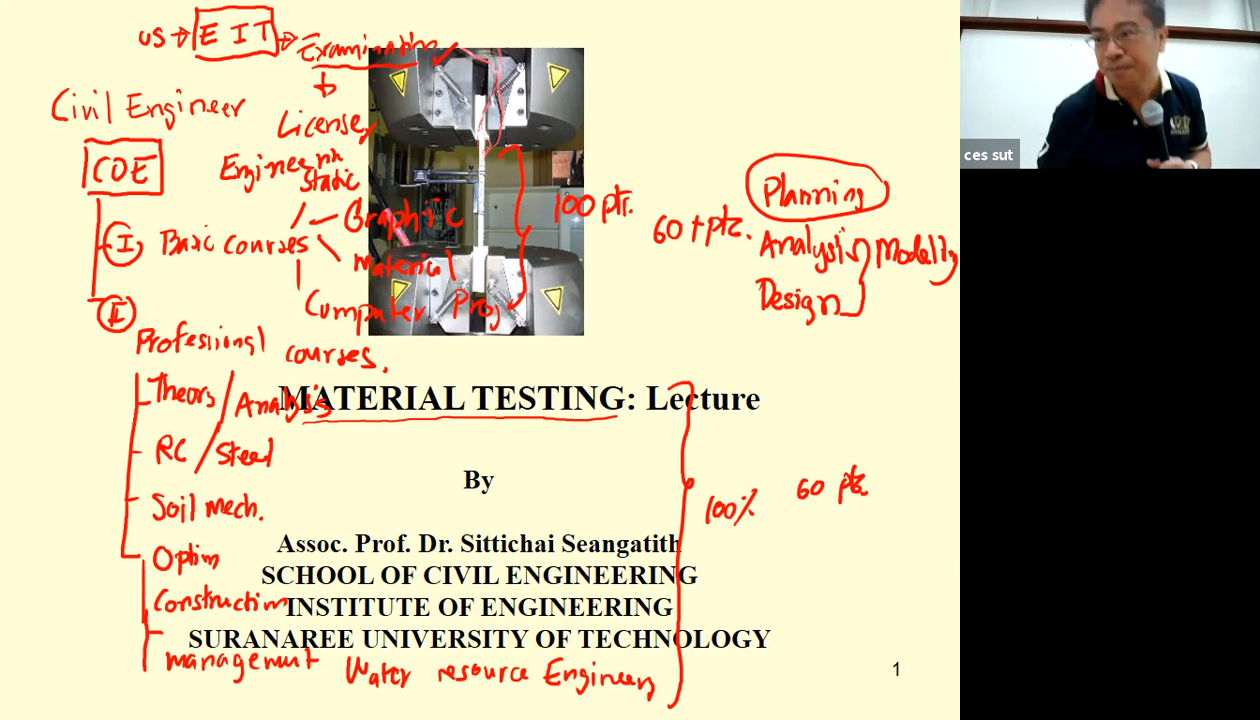 US → EIT → Examination
Civil Engineer
License
COE
Engineering
Static
Graphic
100 pts.
60+ pts.
Planning
Analysis
Modelling
Design
I Basic courses
Material
Computer Prog
II
Professional courses.
Theory / Analysis
RC / Steel
Soil mech.
Optim
Construction
management
Water resource Engineering
MATERIAL TESTING: Lecture
By
100%
60 pts
Assoc. Prof. Dr. Sittichai Seangatith
SCHOOL OF CIVIL ENGINEERING
INSTITUTE OF ENGINEERING
SURANAREE UNIVERSITY OF TECHNOLOGY
1
ces sut